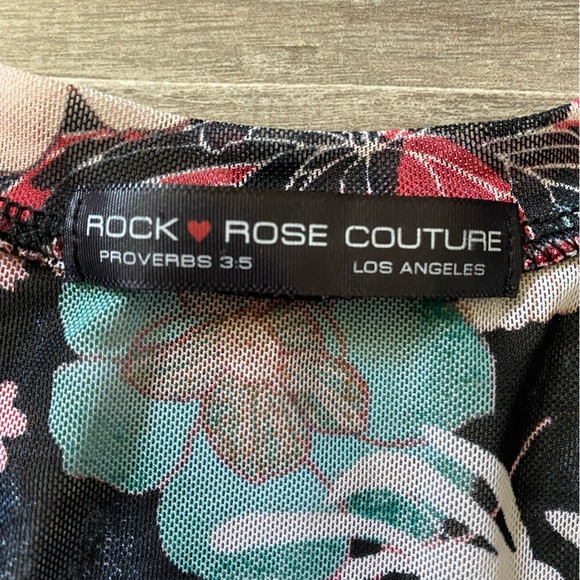 ROCK ♥ ROSE COUTURE
PROVERBS 3:5 LOS ANGELES